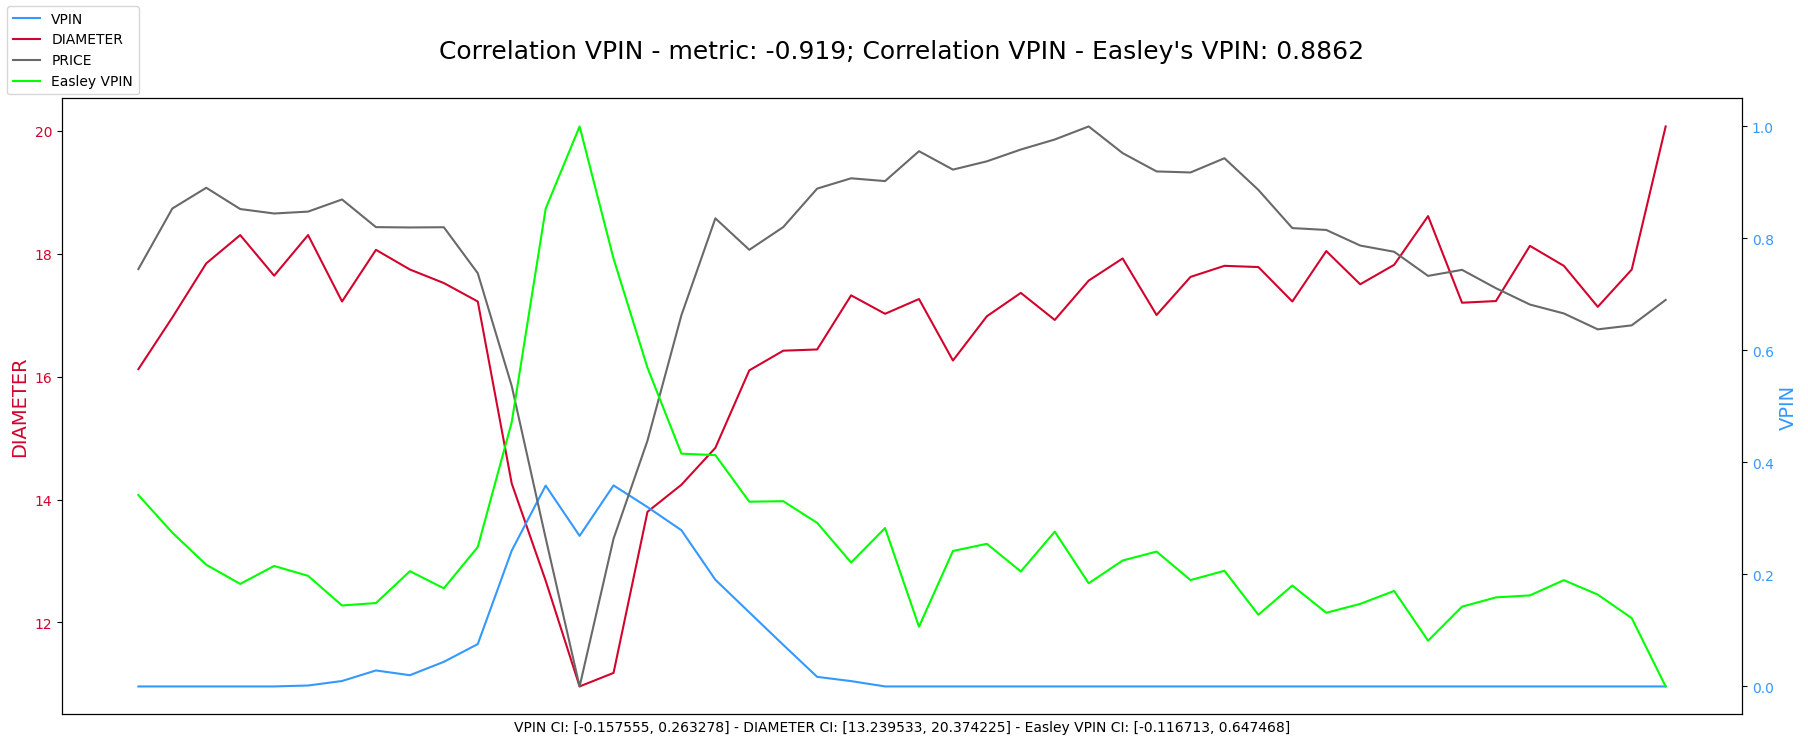 VPIN
DIAMETER
PRICE
Easley VPIN
Correlation VPIN - metric: -0.919; Correlation VPIN - Easley's VPIN: 0.8862
20
18
16
14
12
DIAMETER
1.0
0.8
0.6
0.4
0.2
0.0
VPIN
VPIN CI: [-0.157555, 0.263278] - DIAMETER CI: [13.239533, 20.374225] - Easley VPIN CI: [-0.116713, 0.647468]